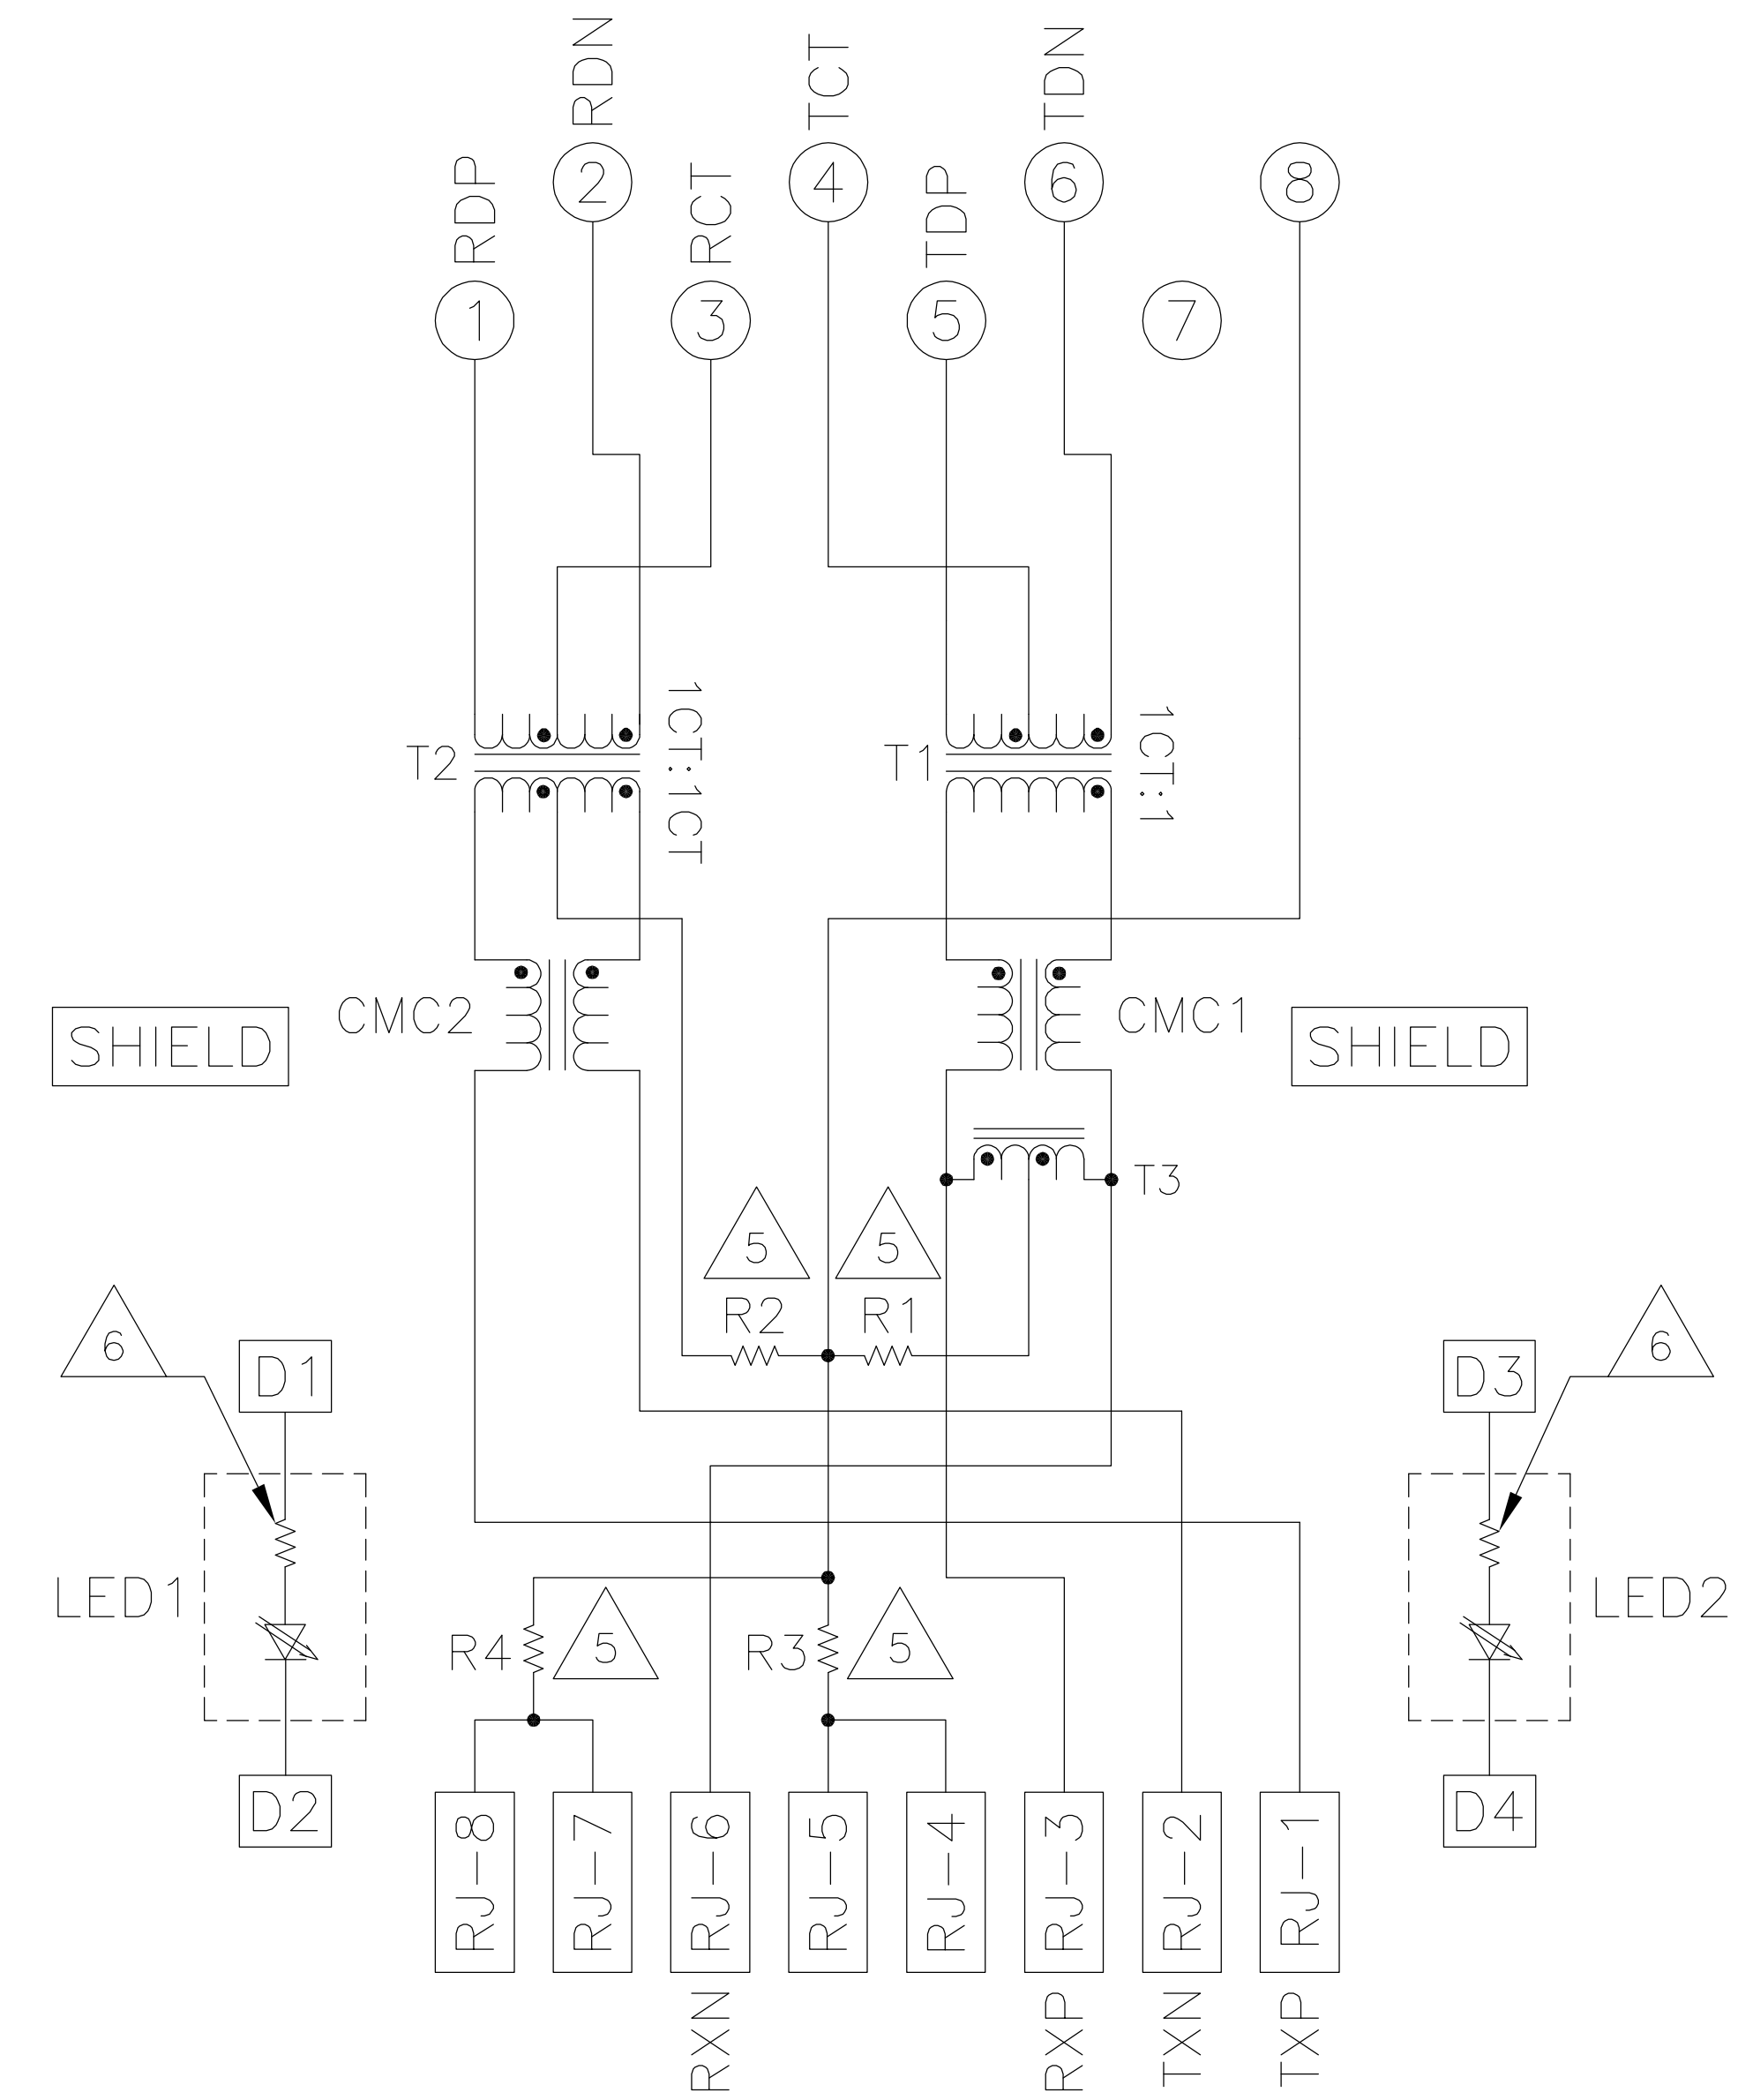 RDP
RDN
RCT
TCT
TDP
TDN
1
2
3
4
5
6
7
8
T2
1CT:1CT
T1
1CT:1
SHIELD
CMC2
CMC1
SHIELD
T3
5
5
R2
R1
6
D1
D3
6
LED1
R4
5
R3
5
LED2
D2
D4
RJ-8
RJ-7
RJ-6
RJ-5
RJ-4
RJ-3
RJ-2
RJ-1
RXN
RXP
TXN
TXP